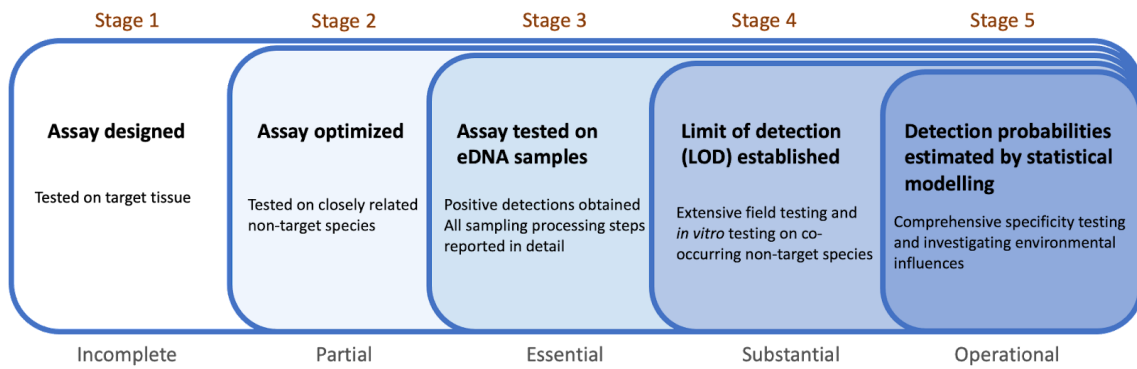 Stage 1
Stage 2
Stage 3
Stage 4
Stage 5
Assay designed
Tested on target tissue
Assay optimized
Tested on closely related
non-target species
Assay tested on
eDNA samples
Positive detections obtained
All sampling processing steps
reported in detail
Limit of detection
(LOD) established
Extensive field testing and
in vitro testing on co-
occurring non-target species
Detection probabilities
estimated by statistical
modelling
Comprehensive specificity testing
and investigating environmental
influences
Incomplete
Partial
Essential
Substantial
Operational